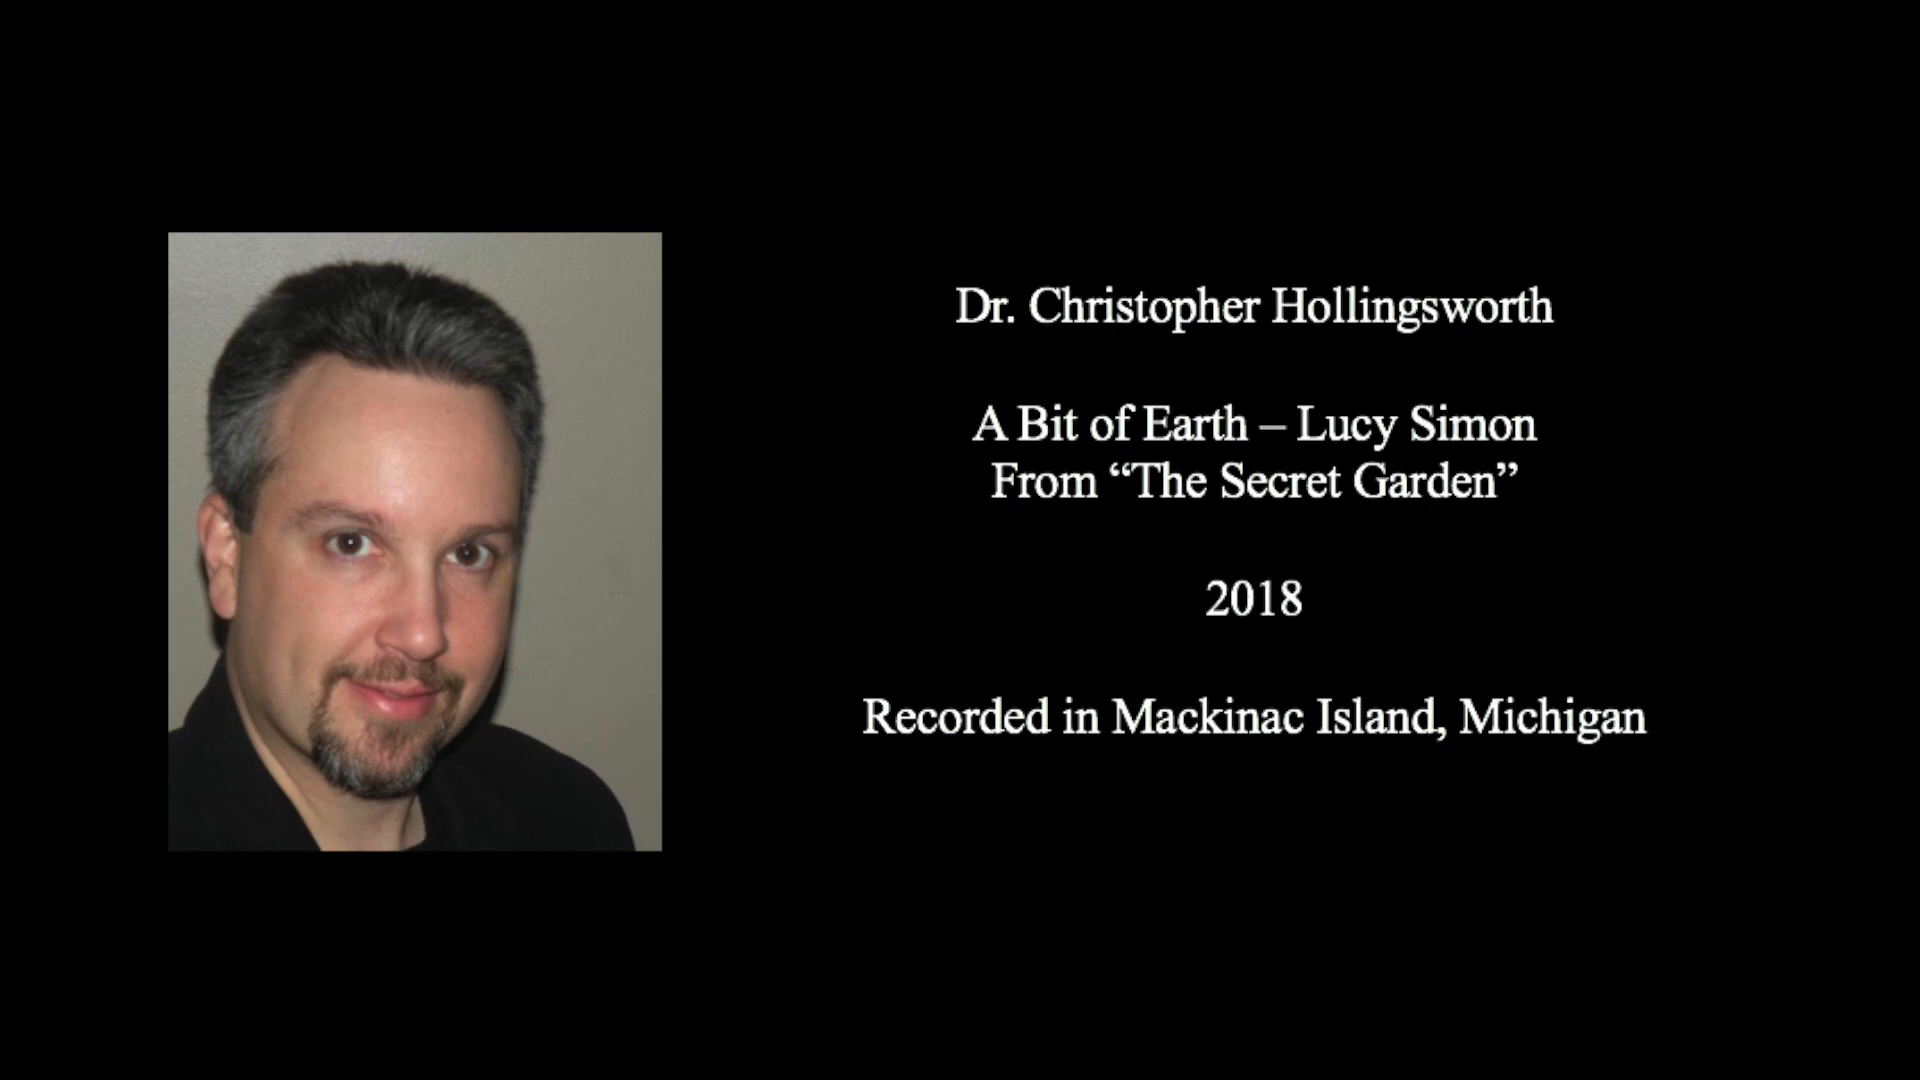 Dr. Christopher Hollingsworth
A Bit of Earth – Lucy Simon
From “The Secret Garden”
2018
Recorded in Mackinac Island, Michigan